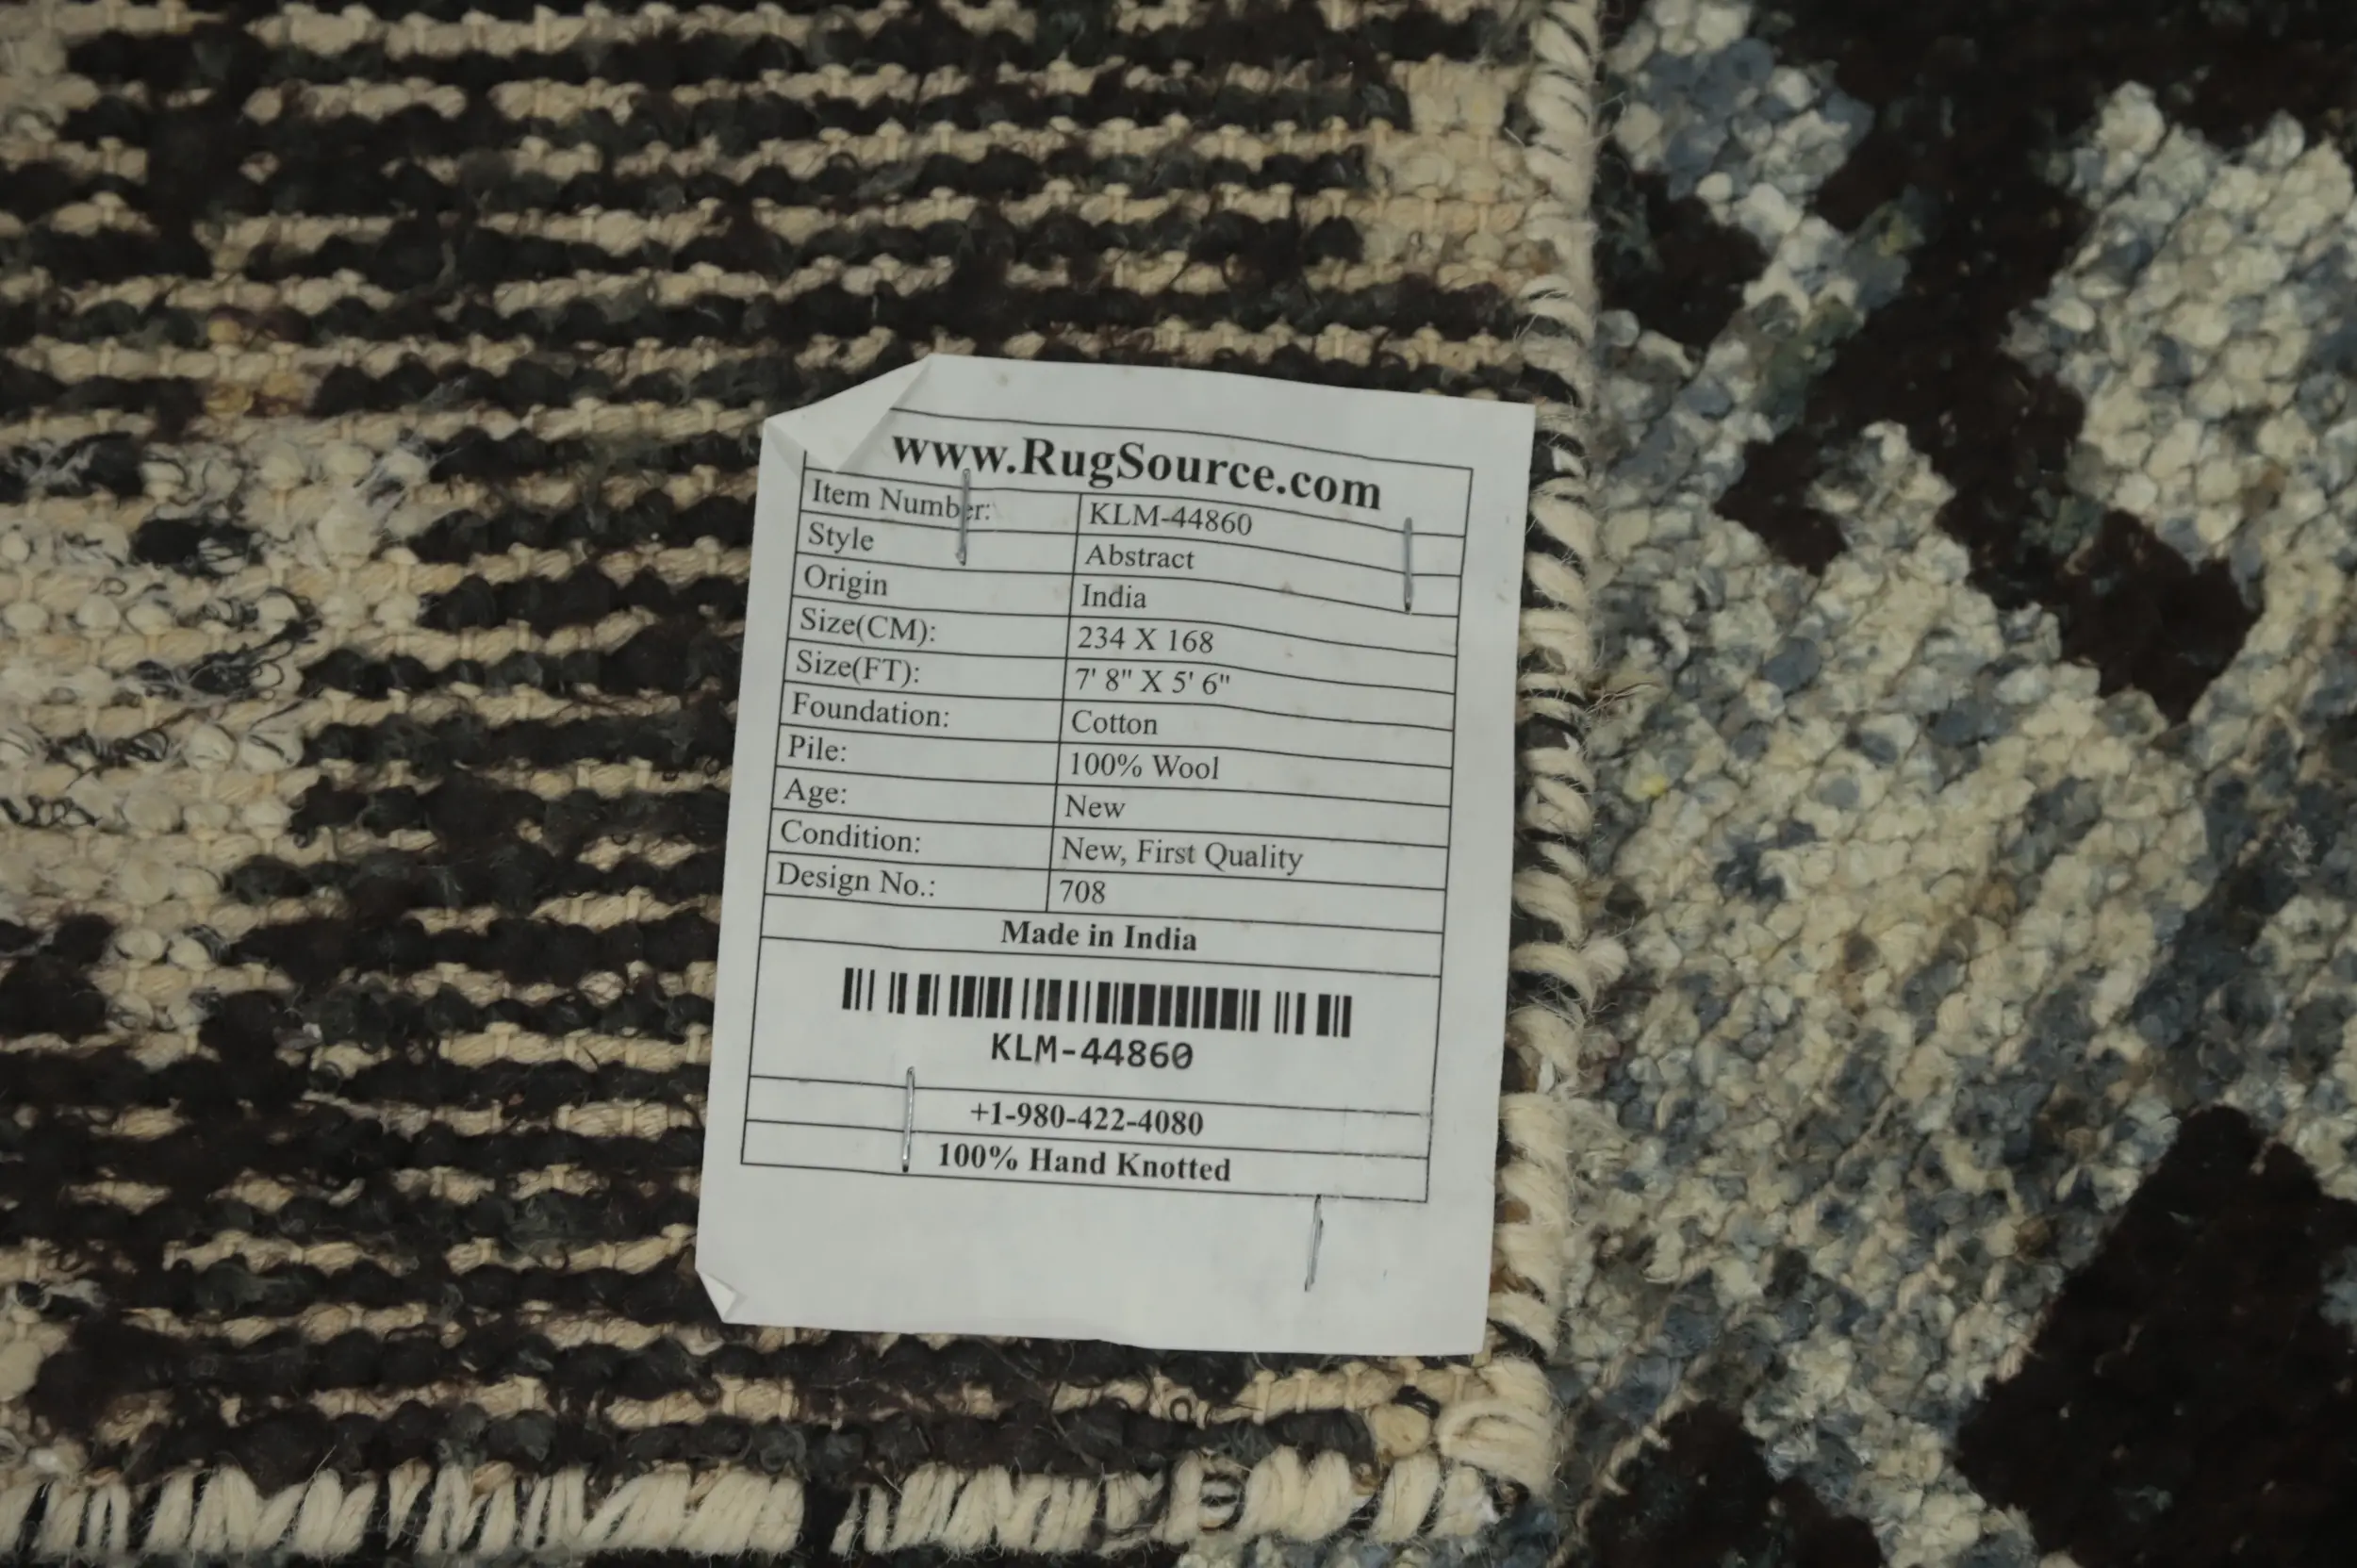 www.RugSource.com
Item Number: KLM-44860
Style Abstract
Origin India
Size(CM): 234 X 168
Size(FT): 7' 8" X 5' 6"
Foundation: Cotton
Pile: 100% Wool
Age: New
Condition: New, First Quality
Design No.: 708
Made in India
KLM-44860
+1-980-422-4080
100% Hand Knotted